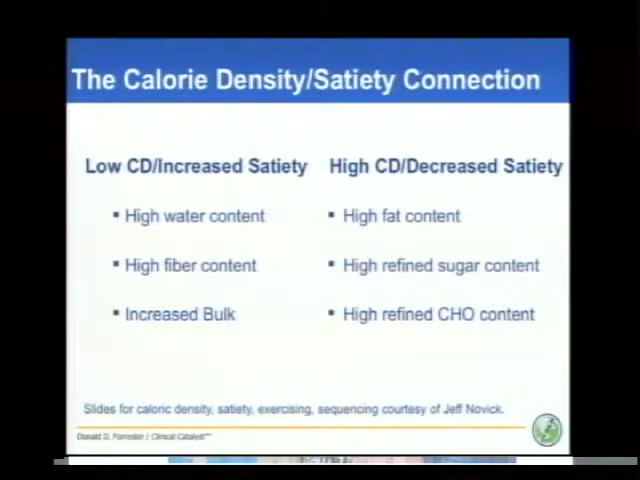 The Calorie Density/Satiety Connection
Low CD/Increased Satiety
▪ High water content
▪ High fiber content
▪ Increased Bulk
High CD/Decreased Satiety
▪ High fat content
▪ High refined sugar content
▪ High refined CHO content
Slides for caloric density, satiety, exercising, sequencing courtesy of Jeff Novick.
Donald D. Forrester / Clinical Catalyst™